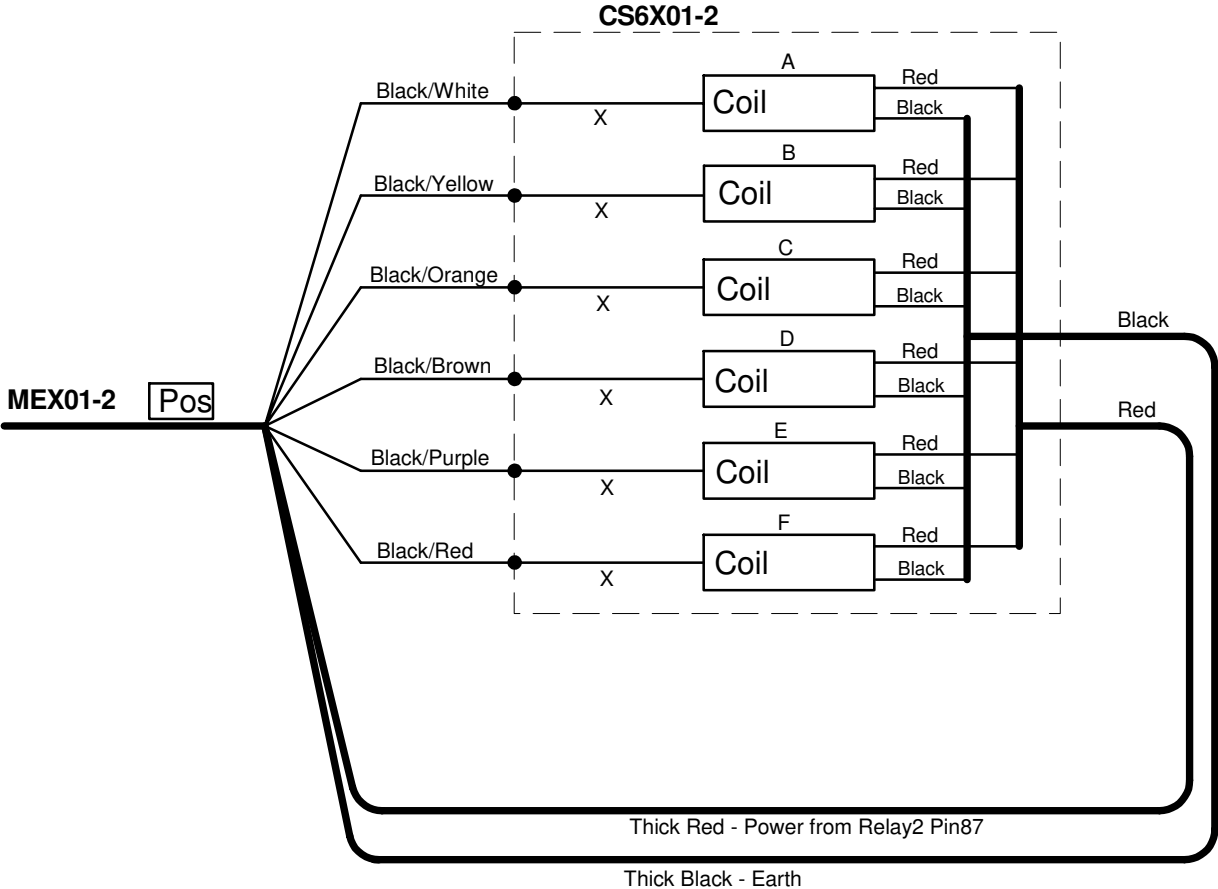 CS6X01-2
A
Black/White
X
Coil
Red
Black
B
Black/Yellow
X
Coil
Red
Black
C
Black/Orange
X
Coil
Red
Black
Black
D
Black/Brown
X
Coil
Red
Black
MEX01-2 Pos
Red
E
Black/Purple
X
Coil
Red
Black
F
Black/Red
X
Coil
Red
Black
Thick Red - Power from Relay2 Pin87
Thick Black - Earth